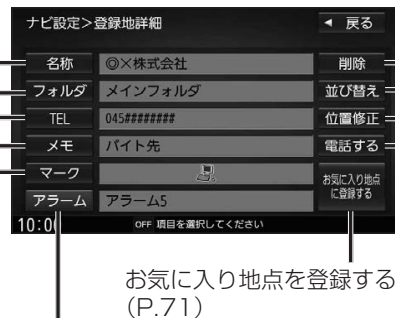 ナビ設定>登録地詳細 ◀ 戻る
名称 ◎×株式会社 削除
フォルダ メインフォルダ 並び替え
TEL 045######## 位置修正
メモ バイト先 電話する
マーク
お気に入り地点
に登録する
アラーム アラーム5
10:0 OFF 項目を選択してください
お気に入り地点を登録する
(P.71)